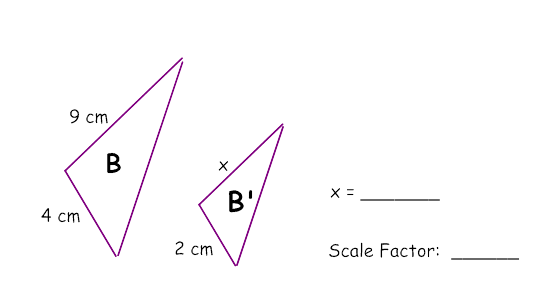 9 cm
B
4 cm
x
B'
2 cm
x = ________
Scale Factor: _______